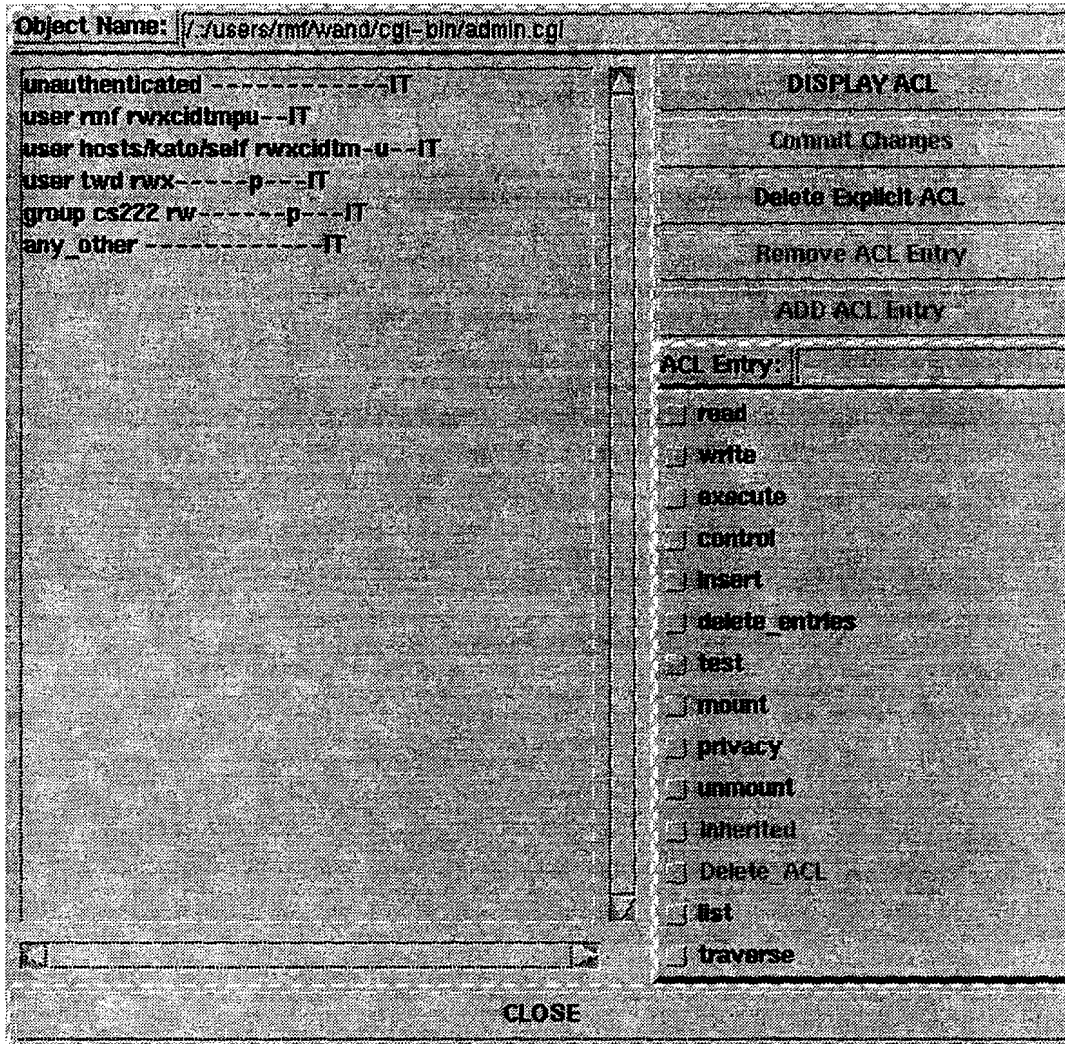 Object Name: /.:/users/rmf/wand/cgi-bin/admin.cgi
unauthenticated ------------IT
user rmf rwxcidtmpu--IT
user hosts/kato/self rwxcidtm-u--IT
user twd rwx-----p---IT
group cs222 rw------p---IT
any_other ------------IT
DISPLAY ACL
Commit Changes
Delete Explicit ACL
Remove ACL Entry
ADD ACL Entry
ACL Entry:
read
write
execute
control
insert
delete_entries
test
mount
privacy
unmount
inherited
Delete_ACL
list
traverse
CLOSE